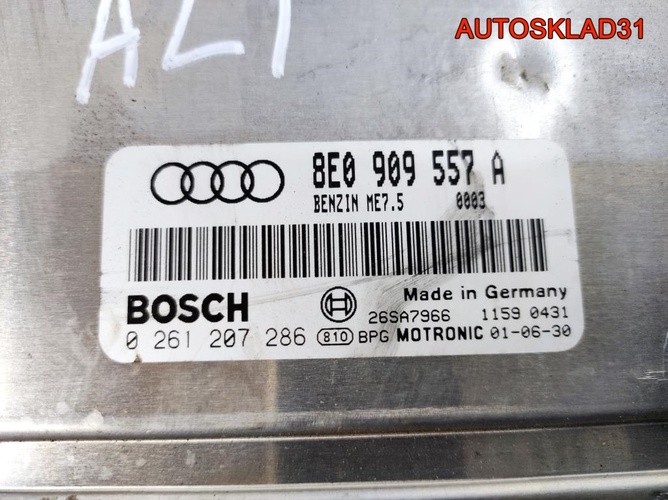 AUTOSKLAD31
ALT
8E0 909 557 A
BENZIN ME7.5 0003
Made in Germany
BOSCH 26SA7966 1159 0431
0 261 207 286 810 BPG MOTRONIC 01-06-30